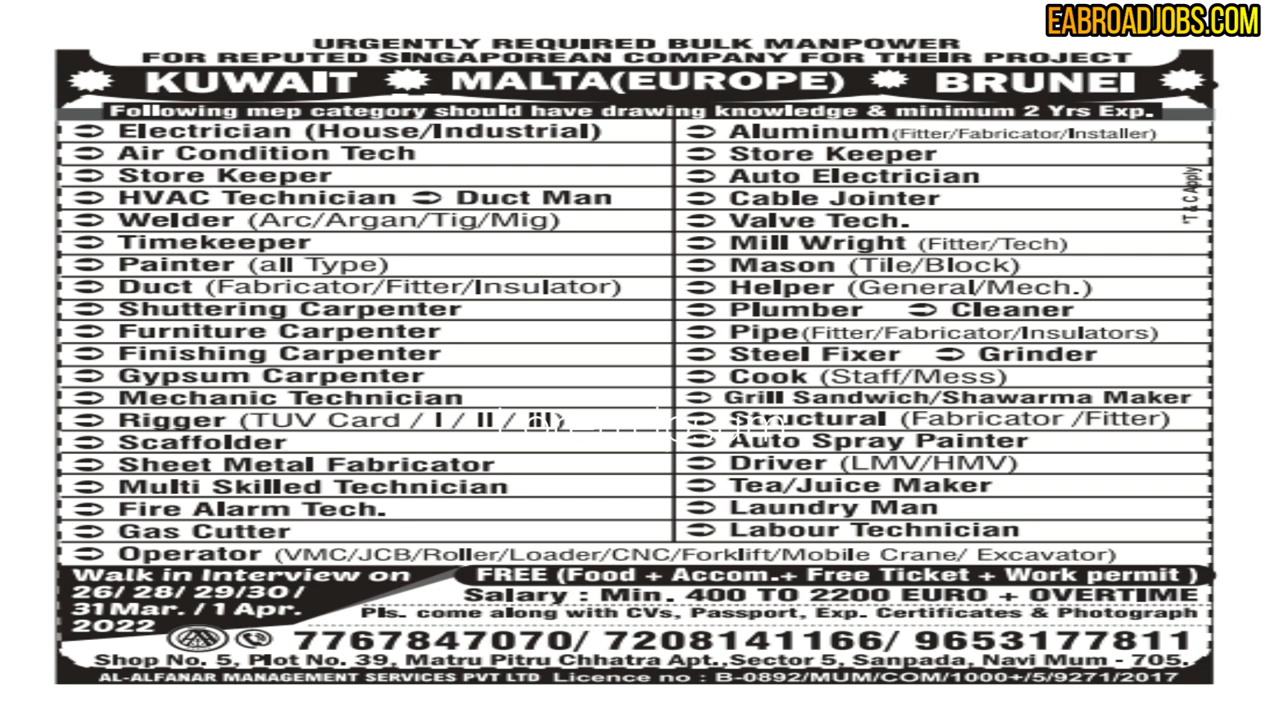 EABROADJOBS.COM
URGENTLY REQUIRED BULK MANPOWER
FOR REPUTED SINGAPOREAN COMPANY FOR THEIR PROJECT
KUWAIT MALTA(EUROPE) BRUNEI
Following mep category should have drawing knowledge & minimum 2 Yrs Exp.
Electrician (House/Industrial)
Air Condition Tech
Store Keeper
HVAC Technician Duct Man
Welder (Arc/Argan/Tig/Mig)
Timekeeper
Painter (all Type)
Duct (Fabricator/Fitter/Insulator)
Shuttering Carpenter
Furniture Carpenter
Finishing Carpenter
Gypsum Carpenter
Mechanic Technician
Rigger (TUV Card / I / II / III)
Scaffolder
Sheet Metal Fabricator
Multi Skilled Technician
Fire Alarm Tech.
Gas Cutter
Aluminum (Fitter/Fabricator/Installer)
Store Keeper
Auto Electrician
Cable Jointer
Valve Tech.
Mill Wright (Fitter/Tech)
Mason (Tile/Block)
Helper (General/Mech.)
Plumber Cleaner
Pipe (Fitter/Fabricator/Insulators)
Steel Fixer Grinder
Cook (Staff/Mess)
Grill Sandwich/Shawarma Maker
Structural (Fabricator /Fitter)
Auto Spray Painter
Driver (LMV/HMV)
Tea/Juice Maker
Laundry Man
Labour Technician
*T & C Apply
Operator (VMC/JCB/Roller/Loader/CNC/Forklift/Mobile Crane/ Excavator)
Walk in Interview on
26/ 28/ 29/30/
31 Mar. / 1 Apr.
2022
FREE (Food + Accom.+ Free Ticket + Work permit )
Salary : Min. 400 TO 2200 EURO + OVERTIME
Pls. come along with CVs, Passport, Exp. Certificates & Photograph
7767847070/ 7208141166/ 9653177811
Shop No. 5, Plot No. 39, Matru Pitru Chhatra Apt.,Sector 5, Sanpada, Navi Mum - 705.
AL-ALFANAR MANAGEMENT SERVICES PVT LTD Licence no : B-0892/MUM/COM/1000+/5/9271/2017